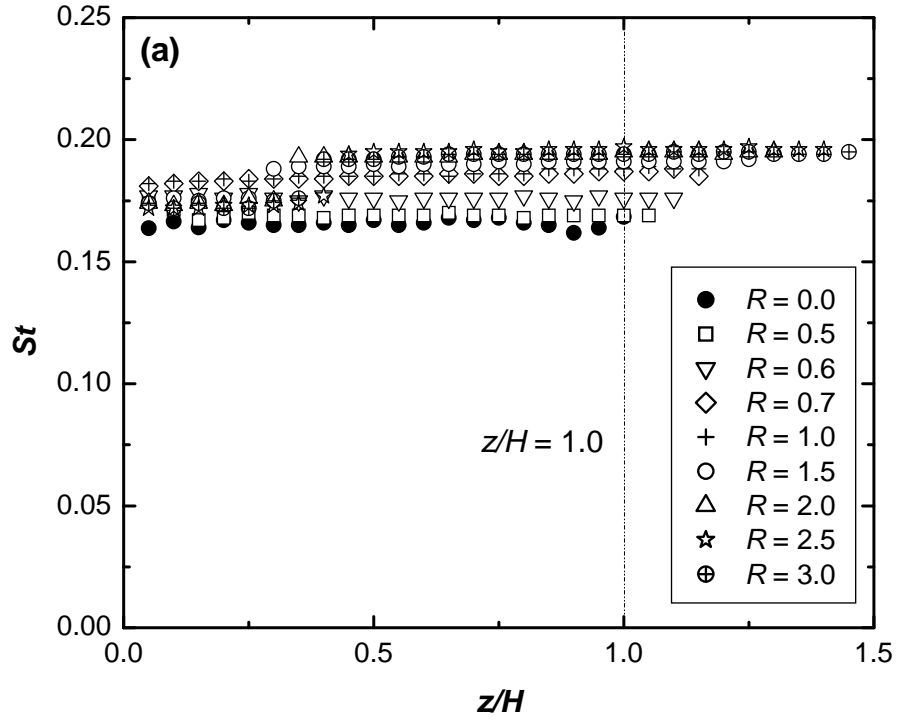 (a)
0.25
0.20
0.15
0.10
0.05
0.00
St
0.0
0.5
1.0
1.5
z/H
z/H = 1.0
R = 0.0
R = 0.5
R = 0.6
R = 0.7
R = 1.0
R = 1.5
R = 2.0
R = 2.5
R = 3.0